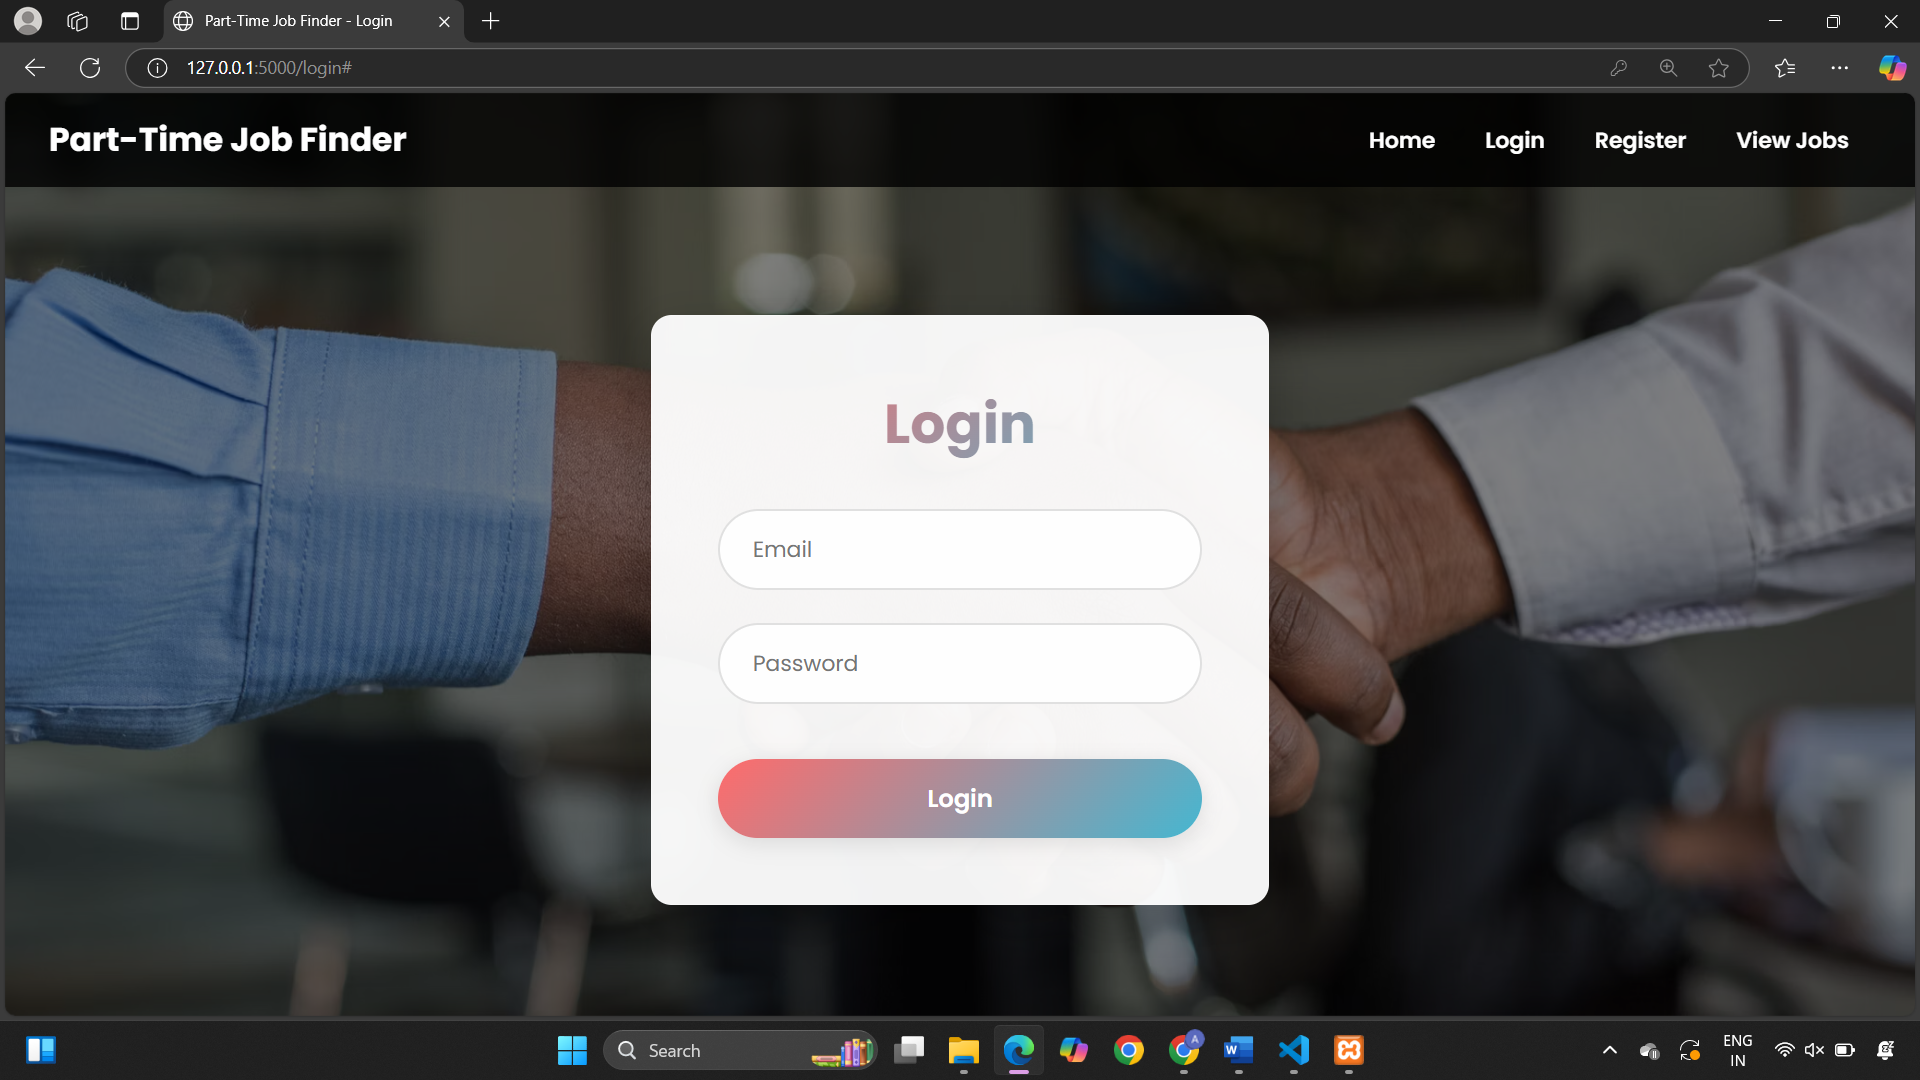 Part-Time Job Finder - Login
127.0.0.1:5000/login#
Part-Time Job Finder
Home Login Register View Jobs
Login
Email
Password
Login
Search
A
W
ENG
IN